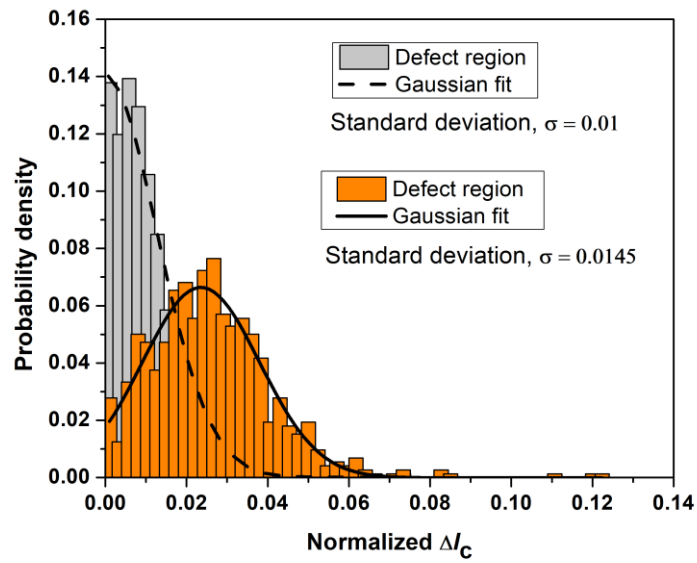 0.16
0.14
0.12
0.10
0.08
0.06
0.04
0.02
0.00
Probability density
Defect region
Gaussian fit
Standard deviation, σ = 0.01
Defect region
Gaussian fit
Standard deviation, σ = 0.0145
0.00 0.02 0.04 0.06 0.08 0.10 0.12 0.14
Normalized ΔIc